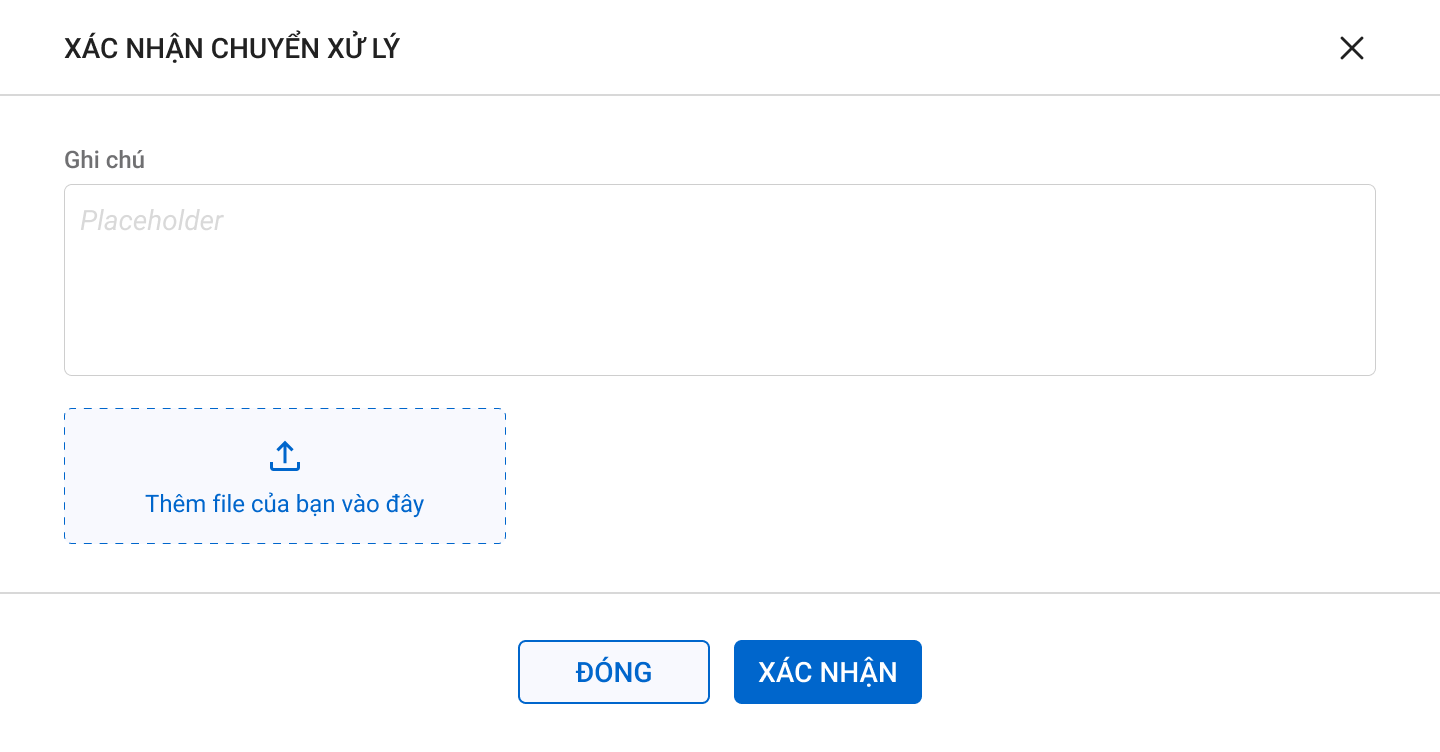 XÁC NHẬN CHUYỂN XỬ LÝ
Ghi chú
Placeholder
Thêm file của bạn vào đây
ĐÓNG
XÁC NHẬN